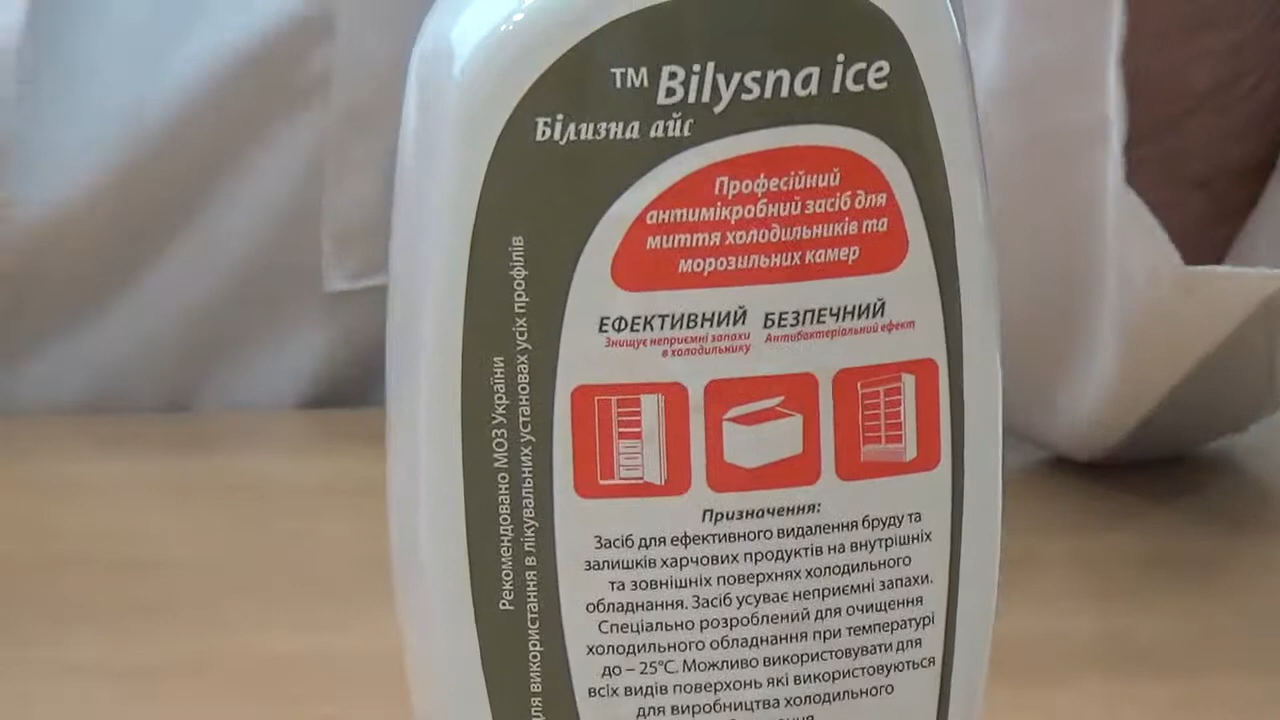 ™ Bilysna ice
Білизна айс
Професійний
антимікробний засіб для
миття холодильників та
морозильних камер
ЕФЕКТИВНИЙ
Знищує неприємні запахи
в холодильнику
БЕЗПЕЧНИЙ
Антибактеріальний ефект
Призначення:
Засіб для ефективного видалення бруду та
залишків харчових продуктів на внутрішніх
та зовнішніх поверхнях холодильного
обладнання. Засіб усуває неприємні запахи.
Спеціально розроблений для очищення
холодильного обладнання при температурі
до – 25°С. Можливо використовувати для
всіх видів поверхонь які використовуються
для виробництва холодильного
Рекомендовано МОЗ України
для використання в лікувальних установах усіх профілів